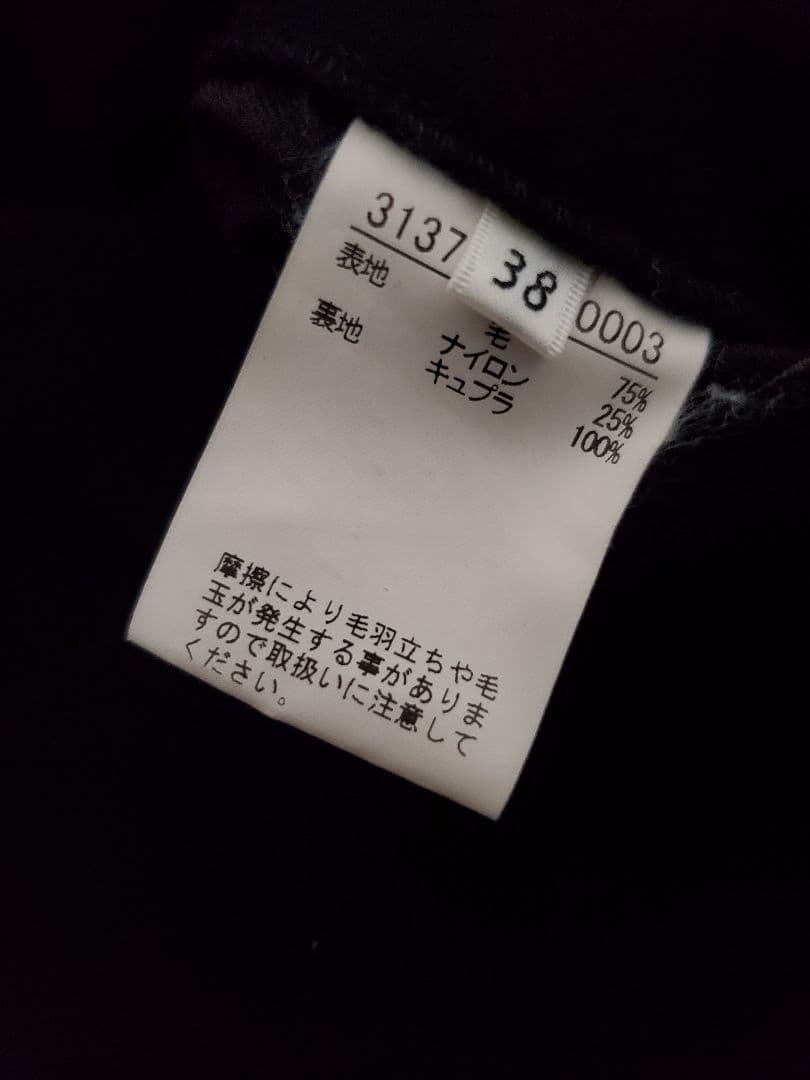 3137 38 0003
表地 毛 75%
ナイロン 25%
裏地 キュプラ 100%
摩擦により毛羽立ちや毛
玉が発生する事がありま
すので取扱いに注意して
ください。